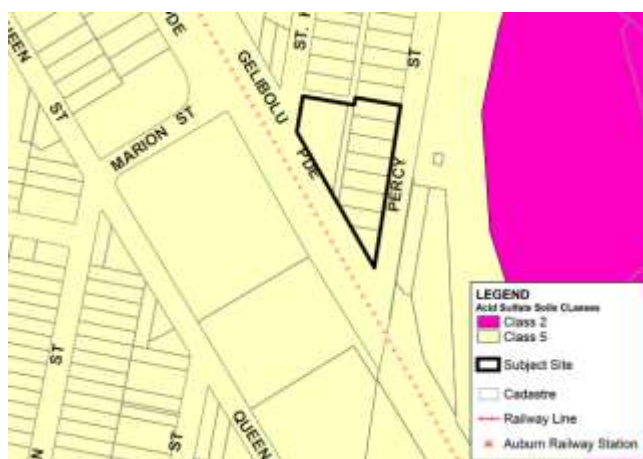 QUEEN
ST
PDE
MARION ST
GELIBOLU
PDE
ST
ST
PERCY
ST
ST
QUEEN
LEGEND
Acid Sulfate Soils CLasses
Class 2
Class 5
Subject Site
Cadastre
Railway Line
Auburn Railway Station